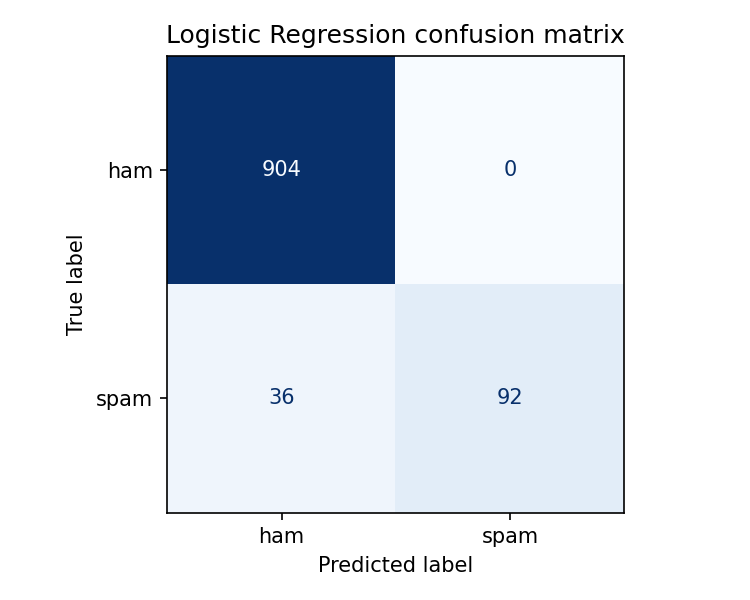 Logistic Regression confusion matrix
ham
904
0
True label
spam
36
92
ham
spam
Predicted label